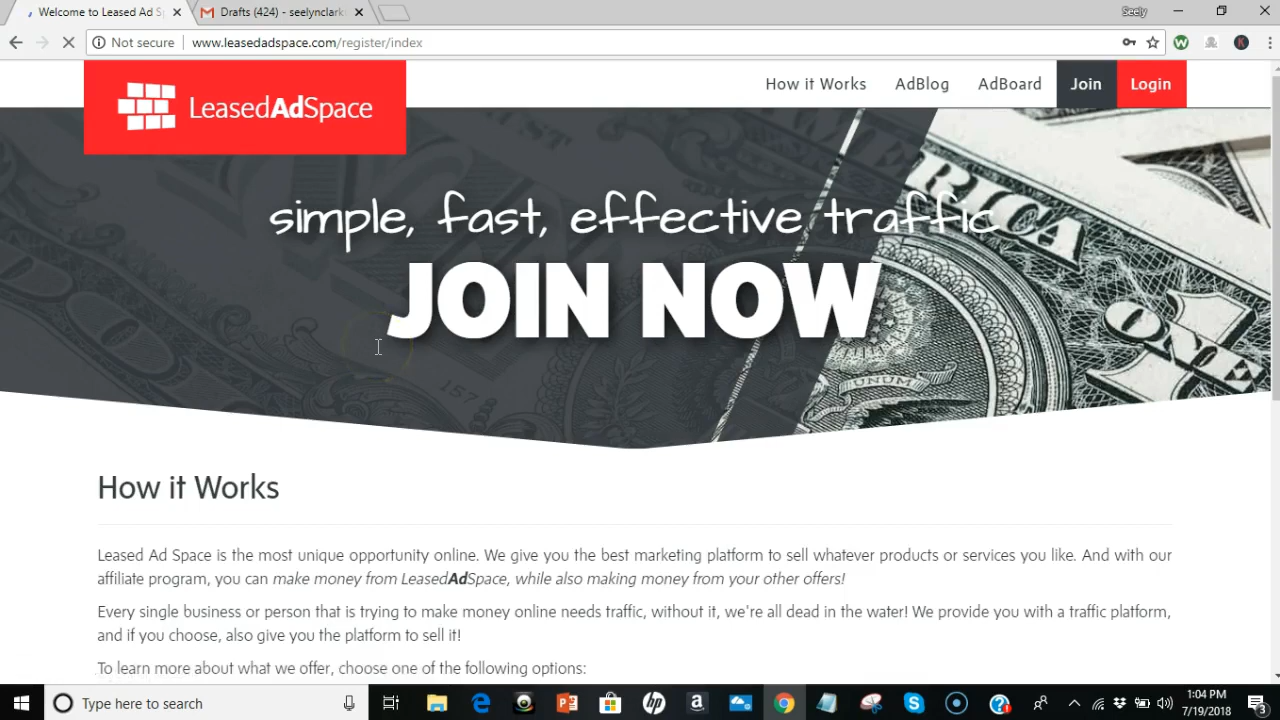 Welcome to Leased Ad S
Drafts (424) - seelynclark
Seely
Not secure
www.leasedadspace.com/register/index
LeasedAdSpace
How it Works
AdBlog
AdBoard
Join
Login
simple, fast, effective traffic
JOIN NOW
AMERICA
ONE
UNUM
157
How it Works
Leased Ad Space is the most unique opportunity online. We give you the best marketing platform to sell whatever products or services you like. And with our
affiliate program, you can make money from LeasedAdSpace, while also making money from your other offers!
Every single business or person that is trying to make money online needs traffic, without it, we're all dead in the water! We provide you with a traffic platform,
and if you choose, also give you the platform to sell it!
To learn more about what we offer, choose one of the following options:
Type here to search
1:04 PM
7/19/2018
3